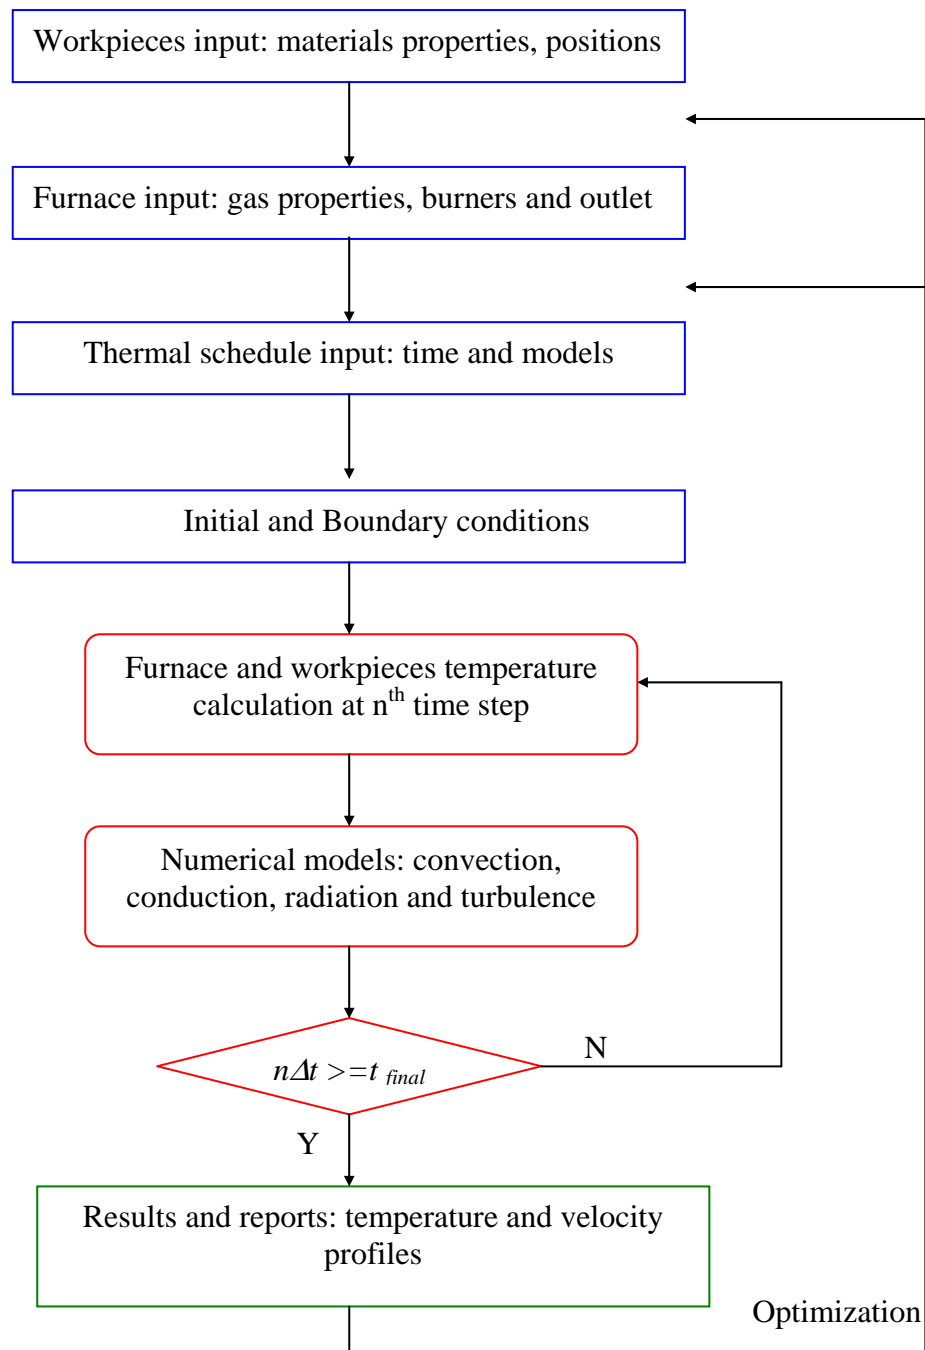 Workpieces input: materials properties, positions
Furnace input: gas properties, burners and outlet
Thermal schedule input: time and models
Initial and Boundary conditions
Furnace and workpieces temperature
calculation at nth time step
Numerical models: convection,
conduction, radiation and turbulence
nΔt >=t final
N
Y
Results and reports: temperature and velocity
profiles
Optimization